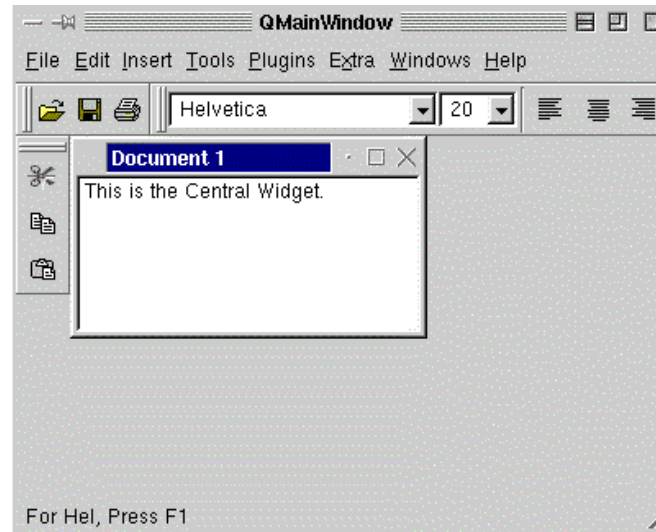 QMainWindow
File Edit Insert Tools Plugins Extra Windows Help
Helvetica 20
Document 1
This is the Central Widget.
For Hel, Press F1